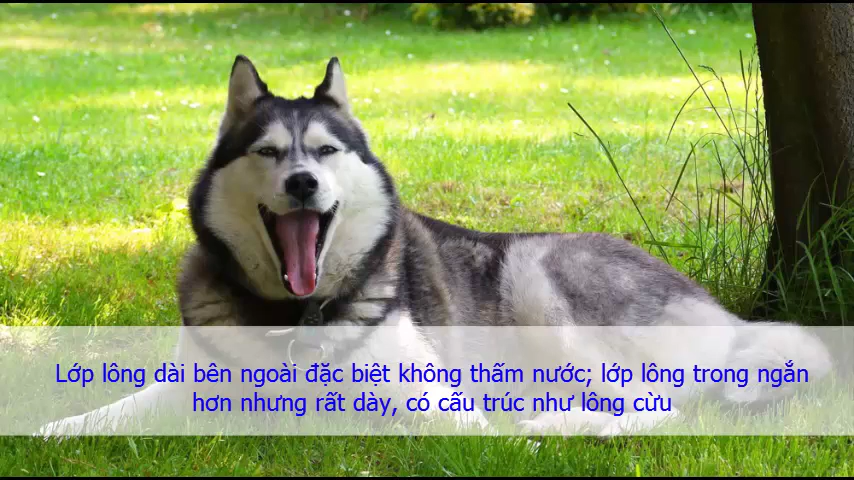 Lớp lông dài bên ngoài đặc biệt không thấm nước; lớp lông trong ngắn
hơn nhưng rất dày, có cấu trúc như lông cừu